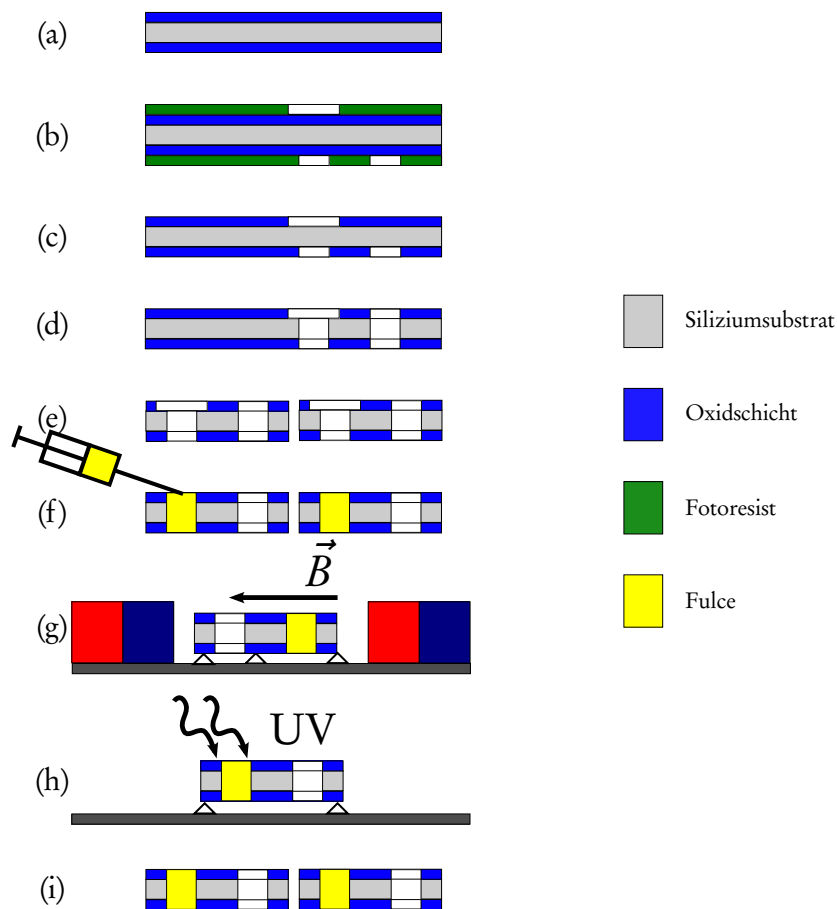 (a)
(b)
(c)
(d)
Siliziumsubstrat
Oxidschicht
(e)
Fotoresist
(f)
B
Fulce
(g)
UV
(h)
(i)